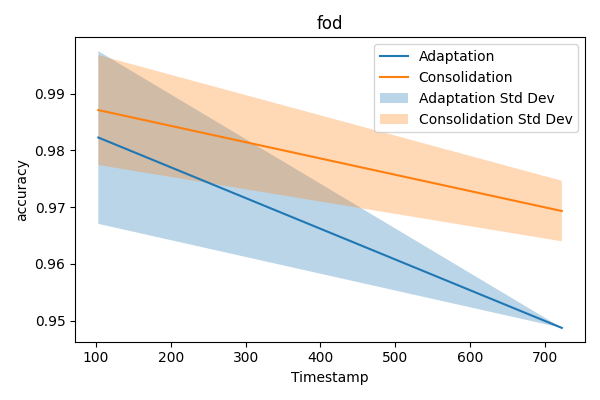 fod
Adaptation
Consolidation
Adaptation Std Dev
Consolidation Std Dev
accuracy
0.99
0.98
0.97
0.96
0.95
100 200 300 400 500 600 700
Timestamp